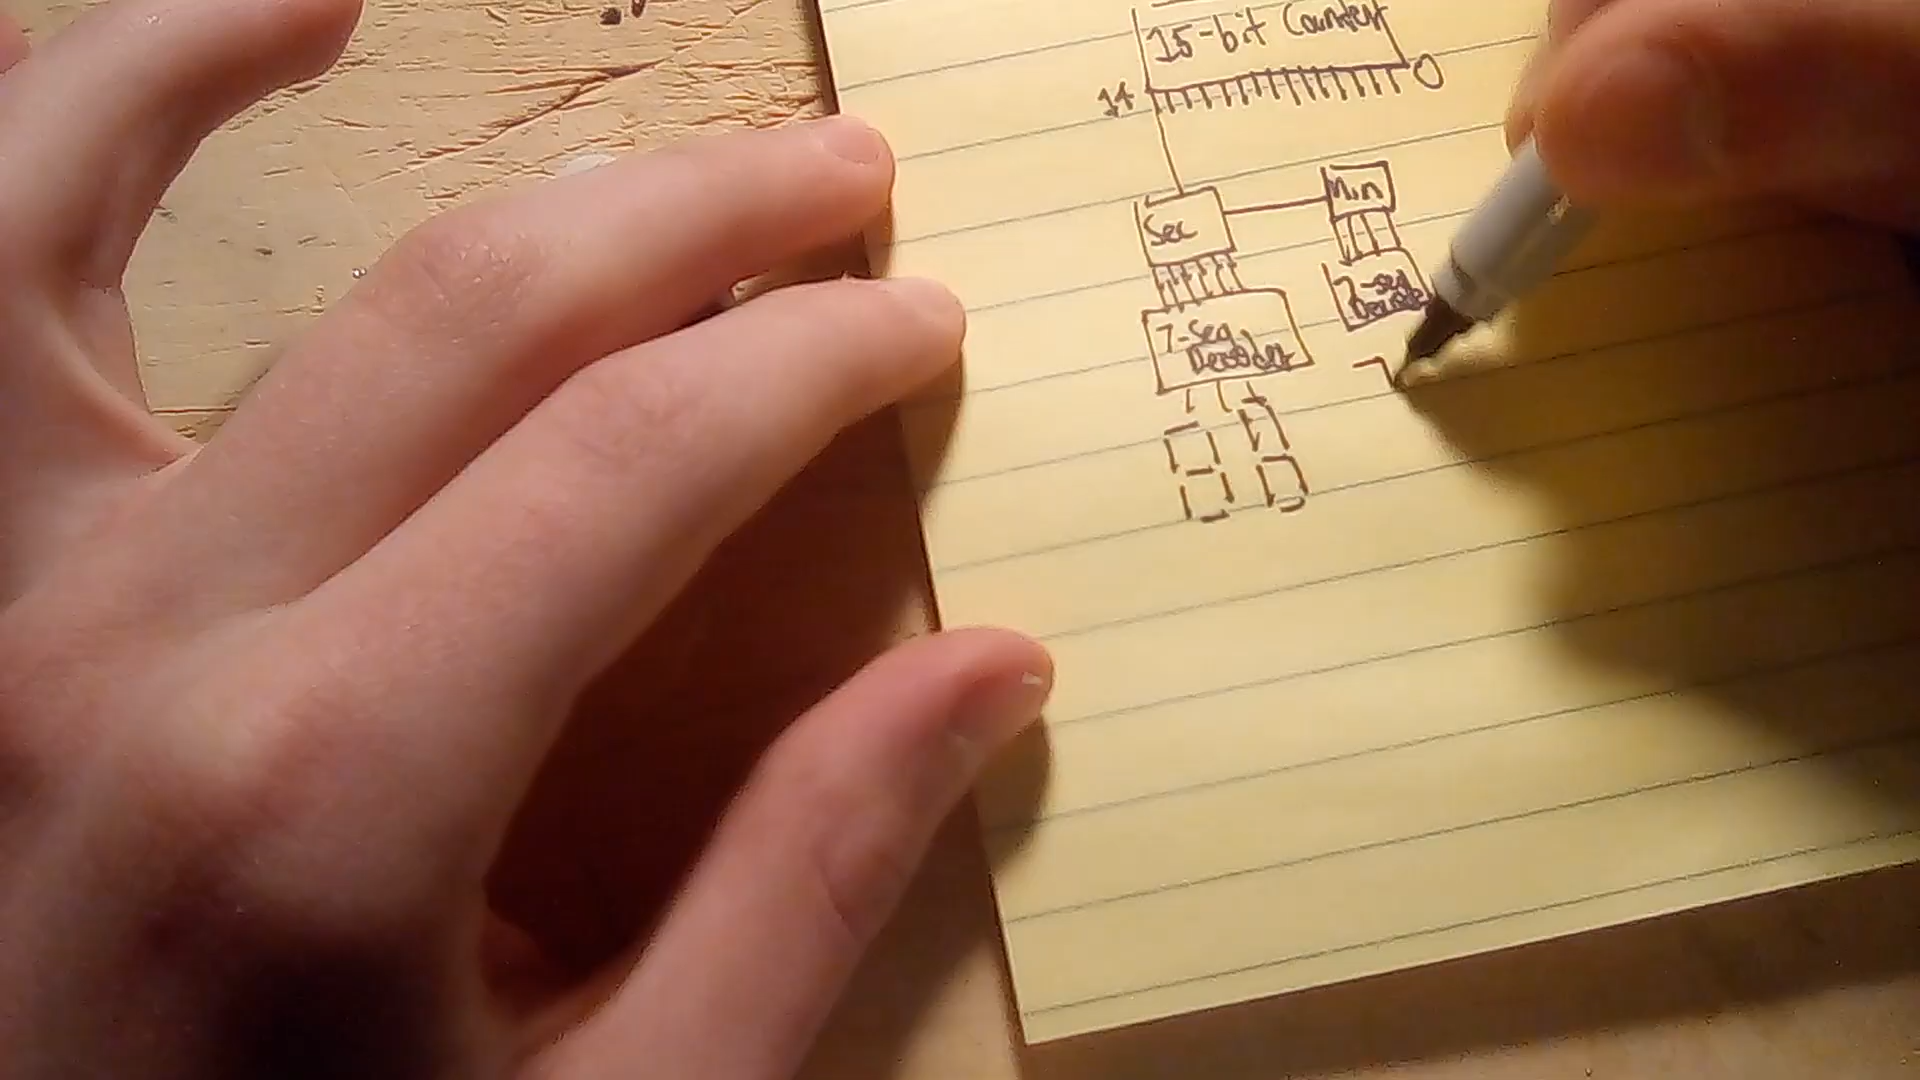 15-bit Counter
14 0
Min
Sec
7-seg
Decoder
7-Seg
Decoder